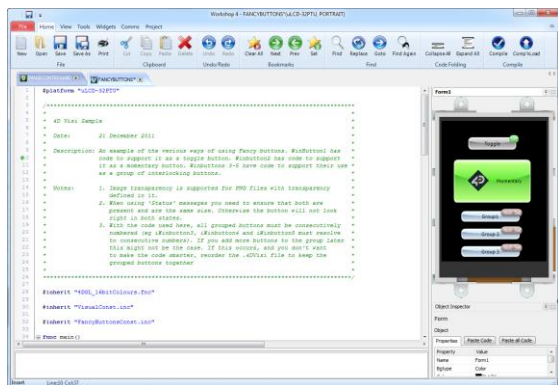 Workshop 4 - FANCYBUTTONS*(uLCD-32PTU, PORTRAIT)
File Home View Tools Widgets Comms Project
New Open Save Save As Print Cut Copy Paste Delete Undo Redo Clear All Next Prev Set Find Replace Goto Find Again Collapse All Expand All Compile CompNLoad
File Clipboard Undo/Redo Bookmarks Find Code Folding Compile
FANCYBUTTONS*
#platform "uLCD-32PTU"
4D Visi Sample
Date: 2; December 2011
Description: An example of the various ways of using Fancy buttons. WinButton1 has
code to support it as a toggle button. Winbutton2 has code to support
it as a momentary button. Winbuttons 3-5 have code to support their use
as a group of interlocking buttons.
Notes: 1. Image transparency is supported for PNG files with transparency
defined in it.
2. When using 'Status' messages you need to ensure that both are
present and are the same size. Otherwise the button will not look
right in both states.
3. With the code used here, all grouped buttons must be consecutively
numbered (eg iWinbutton3, iWinbutton4 and iWinbutton5 must resolve
to consecutive numbers). If you add more buttons to the group later
this might not be the case. If this occurs, and you don't want
to make the code smarter, reorder the .4DVisi file to keep the
grouped buttons together
#inherit "4DGL_16bitColours.fnc"
#inherit "VisualConst.inc"
#inherit "FancyButtonsConst.inc"
func main()
Form1
Toggle
Momentary
Group1
Group 2
Group 3
Object Inspector
Form
Object
Properties Paste Code Paste all Code
Property Value
Name Form1
Bgtype Color
Insert